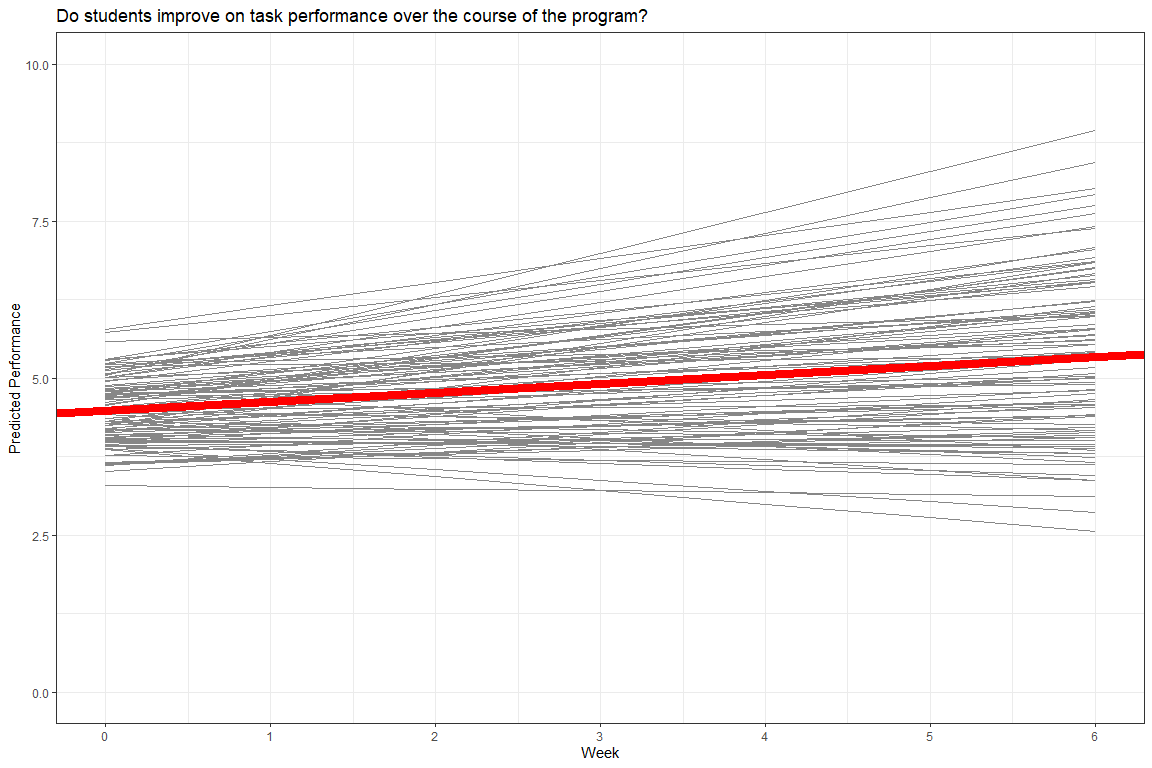 Do students improve on task performance over the course of the program?
10.0
7.5
5.0
2.5
0.0
Predicted Performance
0 1 2 3 4 5 6
Week